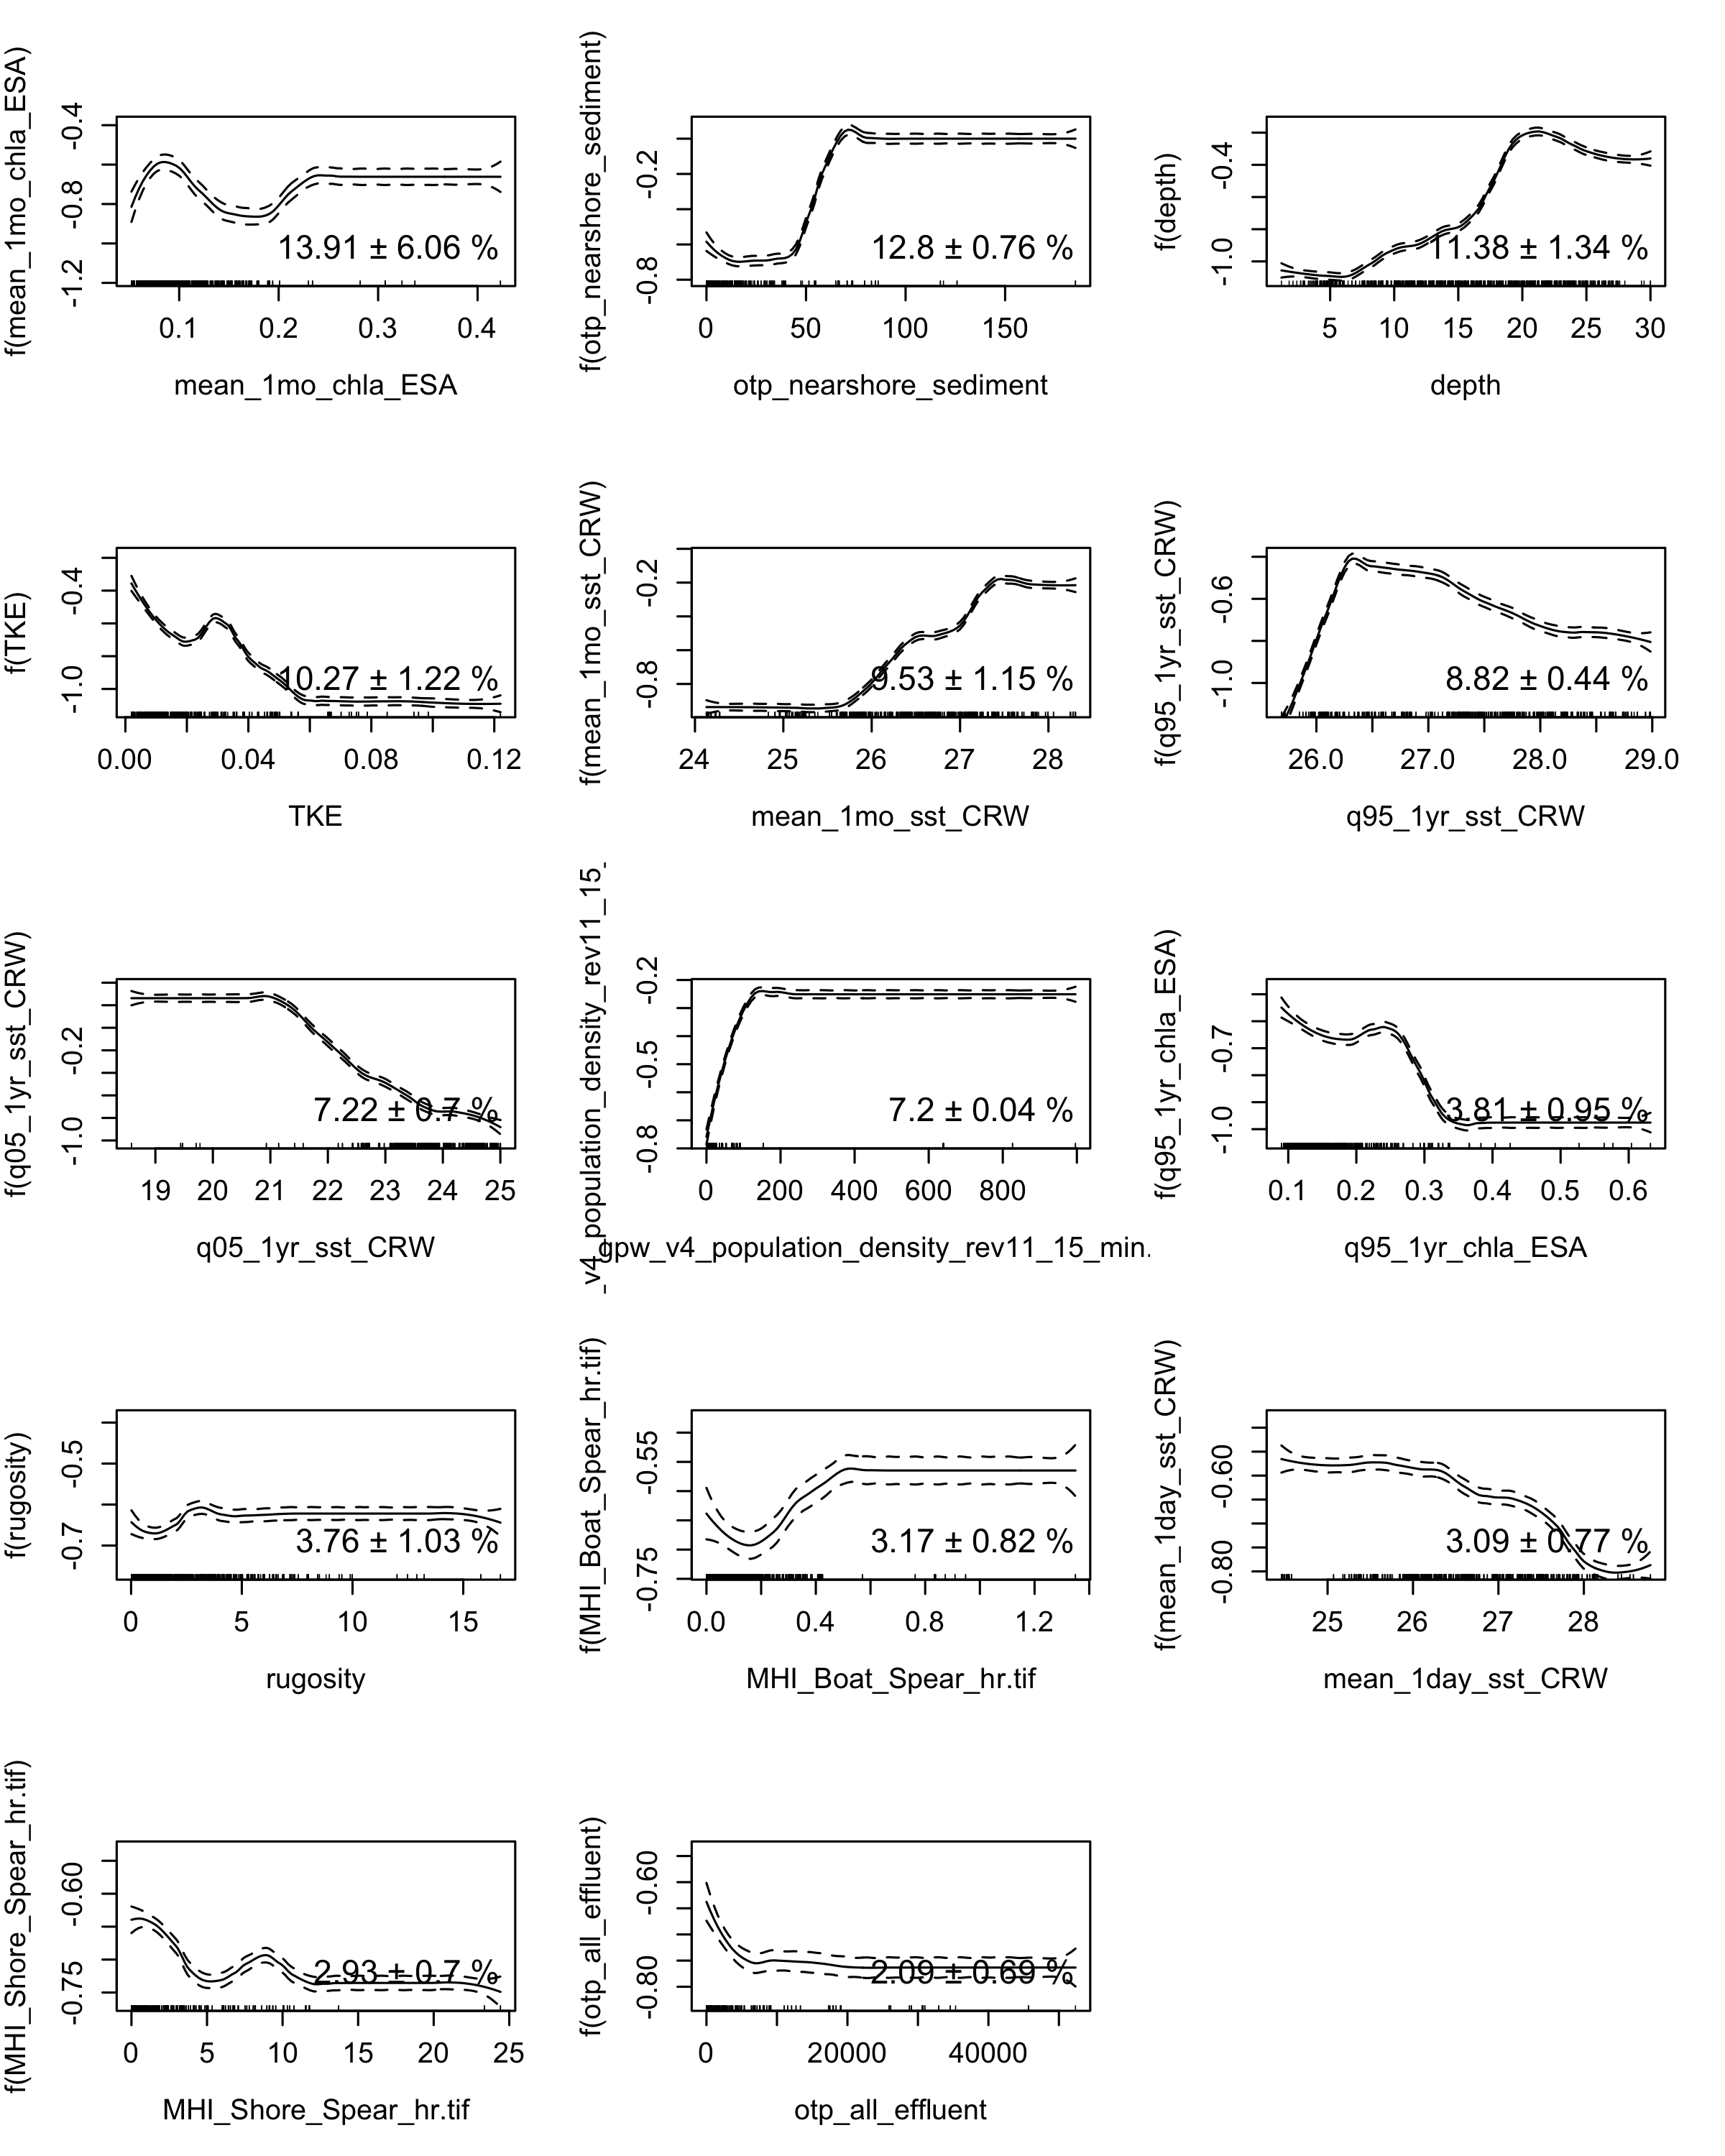 f(mean_1mo_chla_ESA)
-0.4
-0.8
-1.2
13.91 ± 6.06 %
0.1 0.2 0.3 0.4
mean_1mo_chla_ESA
f(otp_nearshore_sediment)
-0.2
-0.8
12.8 ± 0.76 %
0 50 100 150
otp_nearshore_sediment
f(depth)
-0.4
-1.0
11.38 ± 1.34 %
5 10 15 20 25 30
depth
f(TKE)
-0.4
-1.0
10.27 ± 1.22 %
0.00 0.04 0.08 0.12
TKE
f(mean_1mo_sst_CRW)
-0.2
-0.8
9.53 ± 1.15 %
24 25 26 27 28
mean_1mo_sst_CRW
f(q95_1yr_sst_CRW)
-0.6
-1.0
8.82 ± 0.44 %
26.0 27.0 28.0 29.0
q95_1yr_sst_CRW
f(q05_1yr_sst_CRW)
-0.2
-1.0
7.22 ± 0.7 %
19 20 21 22 23 24 25
q05_1yr_sst_CRW
_v4_population_density_rev11_15_
-0.2
-0.5
-0.8
7.2 ± 0.04 %
0 200 400 600 800
gpw_v4_population_density_rev11_15_min.
f(q95_1yr_chla_ESA)
-0.7
-1.0
3.81 ± 0.95 %
0.1 0.2 0.3 0.4 0.5 0.6
q95_1yr_chla_ESA
f(rugosity)
-0.5
-0.7
3.76 ± 1.03 %
0 5 10 15
rugosity
f(MHI_Boat_Spear_hr.tif)
-0.55
-0.75
3.17 ± 0.82 %
0.0 0.4 0.8 1.2
MHI_Boat_Spear_hr.tif
f(mean_1day_sst_CRW)
-0.60
-0.80
3.09 ± 0.77 %
25 26 27 28
mean_1day_sst_CRW
f(MHI_Shore_Spear_hr.tif)
-0.60
-0.75
2.93 ± 0.7 %
0 5 10 15 20 25
MHI_Shore_Spear_hr.tif
f(otp_all_effluent)
-0.60
-0.80
2.09 ± 0.69 %
0 20000 40000
otp_all_effluent